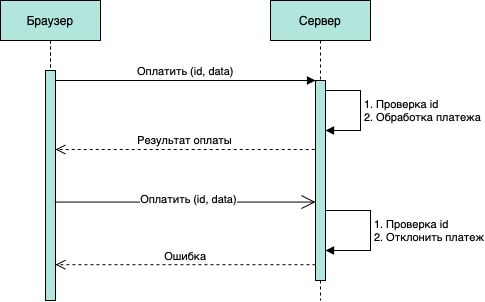 Браузер
Сервер
Оплатить (id, data)
1. Проверка id
2. Обработка платежа
Результат оплаты
Оплатить (id, data)
1. Проверка id
2. Отклонить платеж
Ошибка